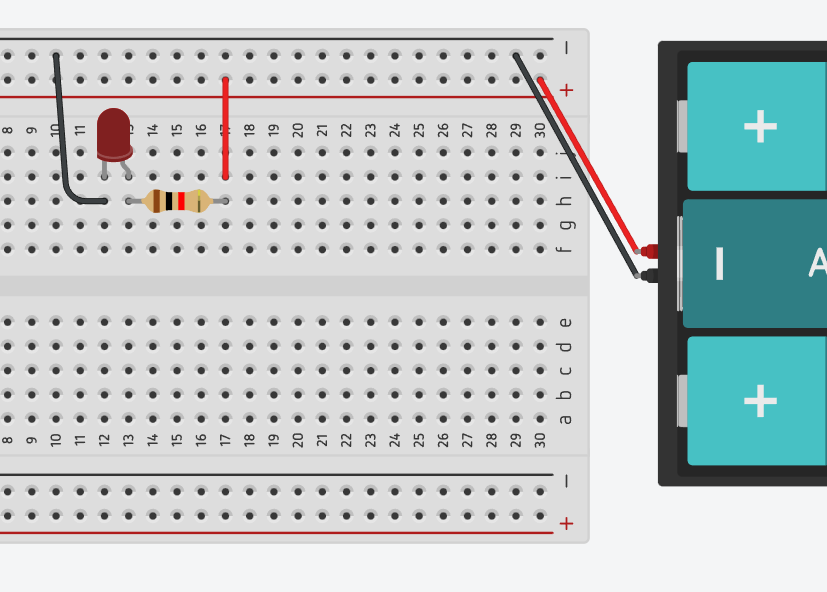 −
+
8 9 10 11 13 14 15 16 17 18 19 20 21 22 23 24 25 26 27 28 29 30
j
i
h
g
f
e
d
c
b
a
8 9 10 11 12 13 14 15 16 17 18 19 20 21 22 23 24 25 26 27 28 29 30
−
+
+
I A
+